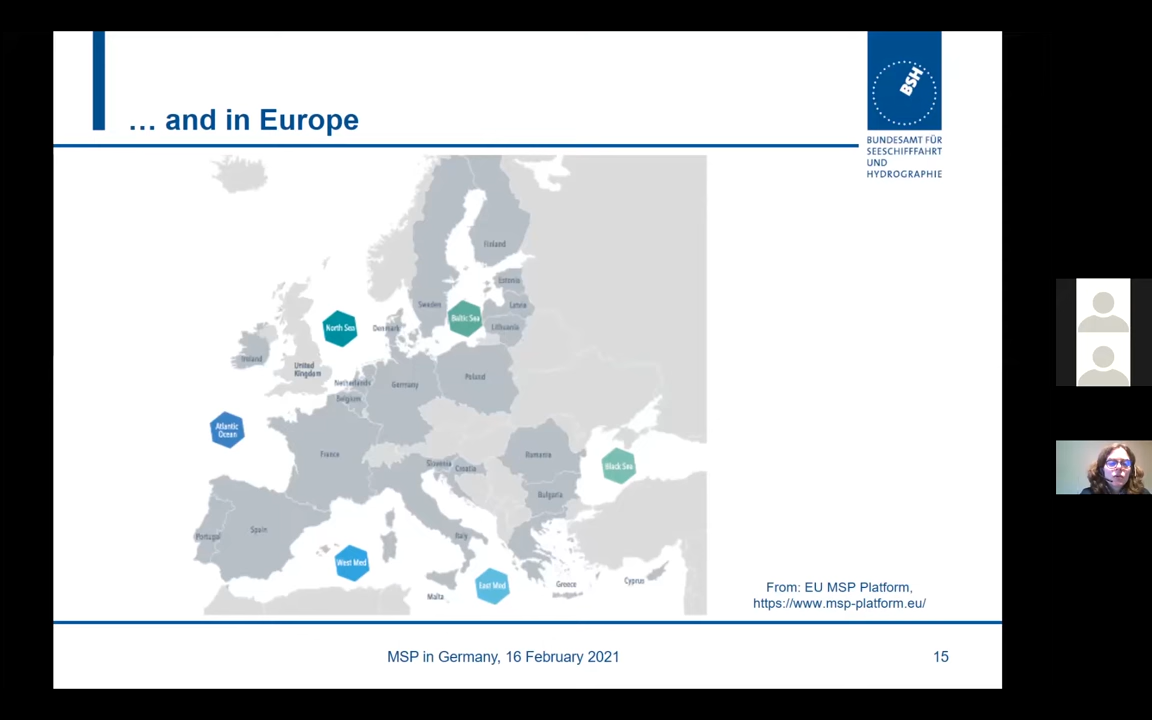 … and in Europe
BSH
BUNDESAMT FÜR
SEESCHIFFFAHRT
UND
HYDROGRAPHIE
Finland
Estonia
Sweden
Latvia
Baltic Sea
North Sea
Denmark
Lithuania
Ireland
United
Kingdom
Netherlands
Germany
Poland
Belgium
Atlantic
Ocean
France
Romania
Slovenia
Croatia
Black Sea
Bulgaria
Spain
Portugal
Italy
West Med
East Med
Greece
Cyprus
Malta
From: EU MSP Platform,
https://www.msp-platform.eu/
MSP in Germany, 16 February 2021
15